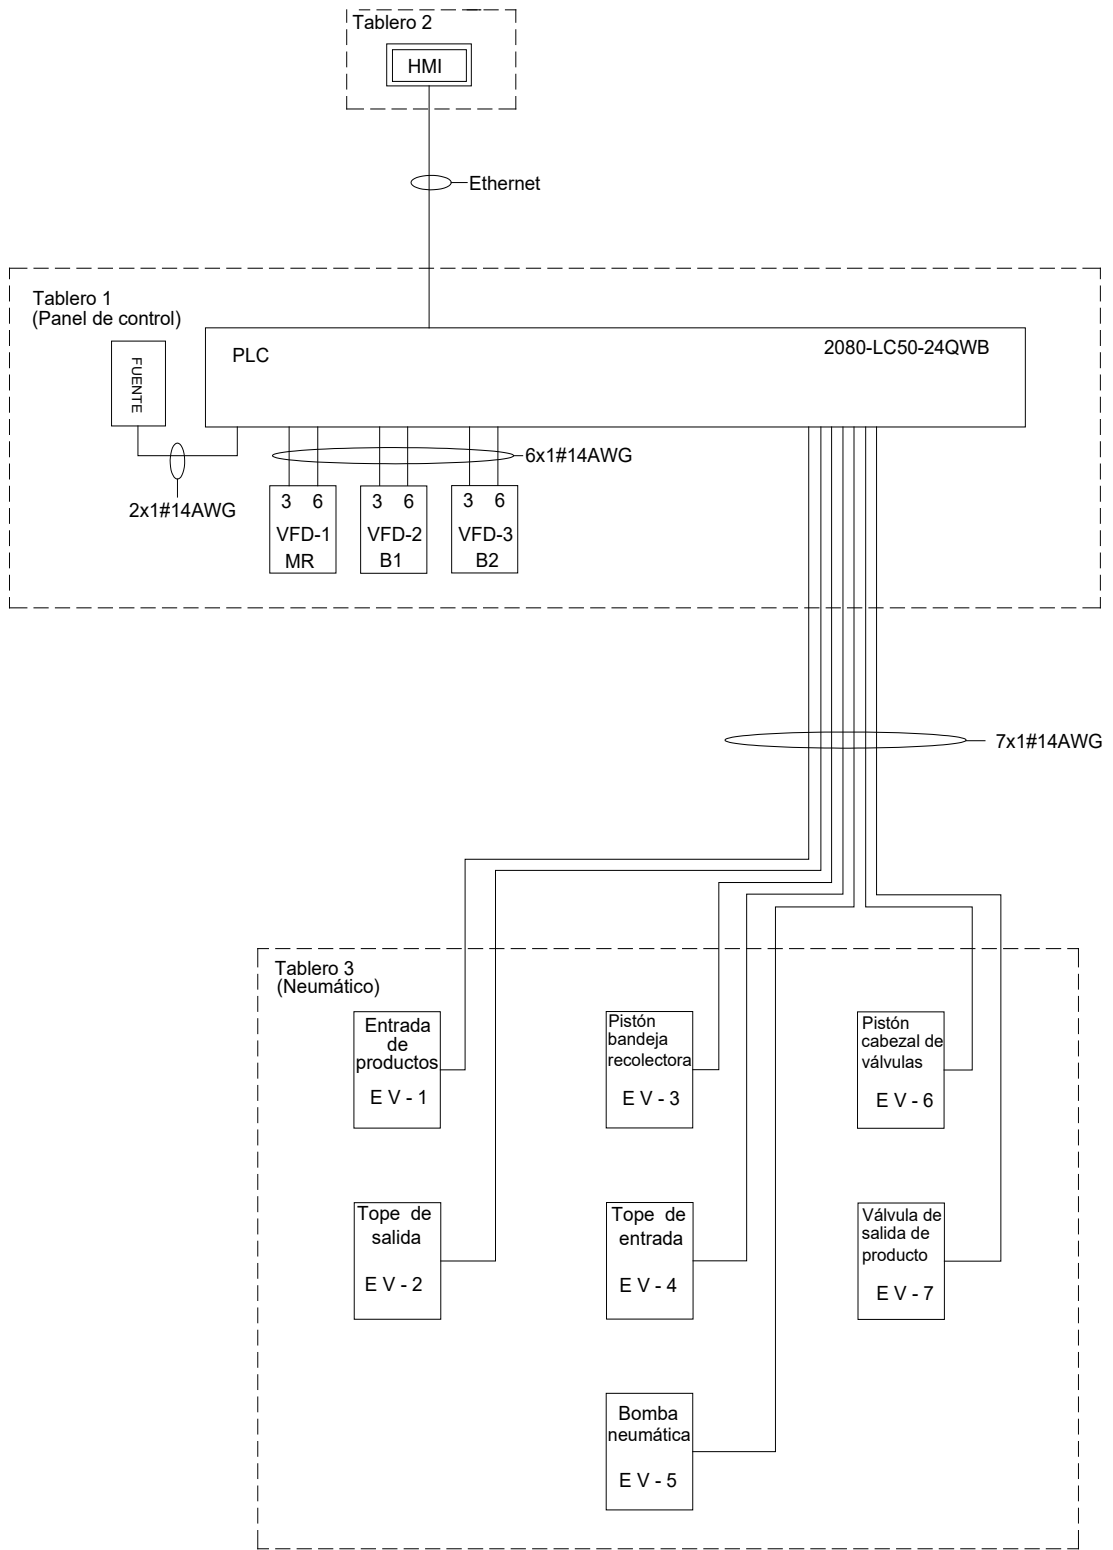 Tablero 2
HMI
Ethernet
Tablero 1
(Panel de control)
FUENTE
PLC
2080-LC50-24QWB
6x1#14AWG
2x1#14AWG
3 6
VFD-1
MR
3 6
VFD-2
B1
3 6
VFD-3
B2
7x1#14AWG
Tablero 3
(Neumático)
Entrada
de
productos
E V - 1
Pistón
bandeja
recolectora
E V - 3
Pistón
cabezal de
válvulas
E V - 6
Tope de
salida
E V - 2
Tope de
entrada
E V - 4
Válvula de
salida de
producto
E V - 7
Bomba
neumática
E V - 5